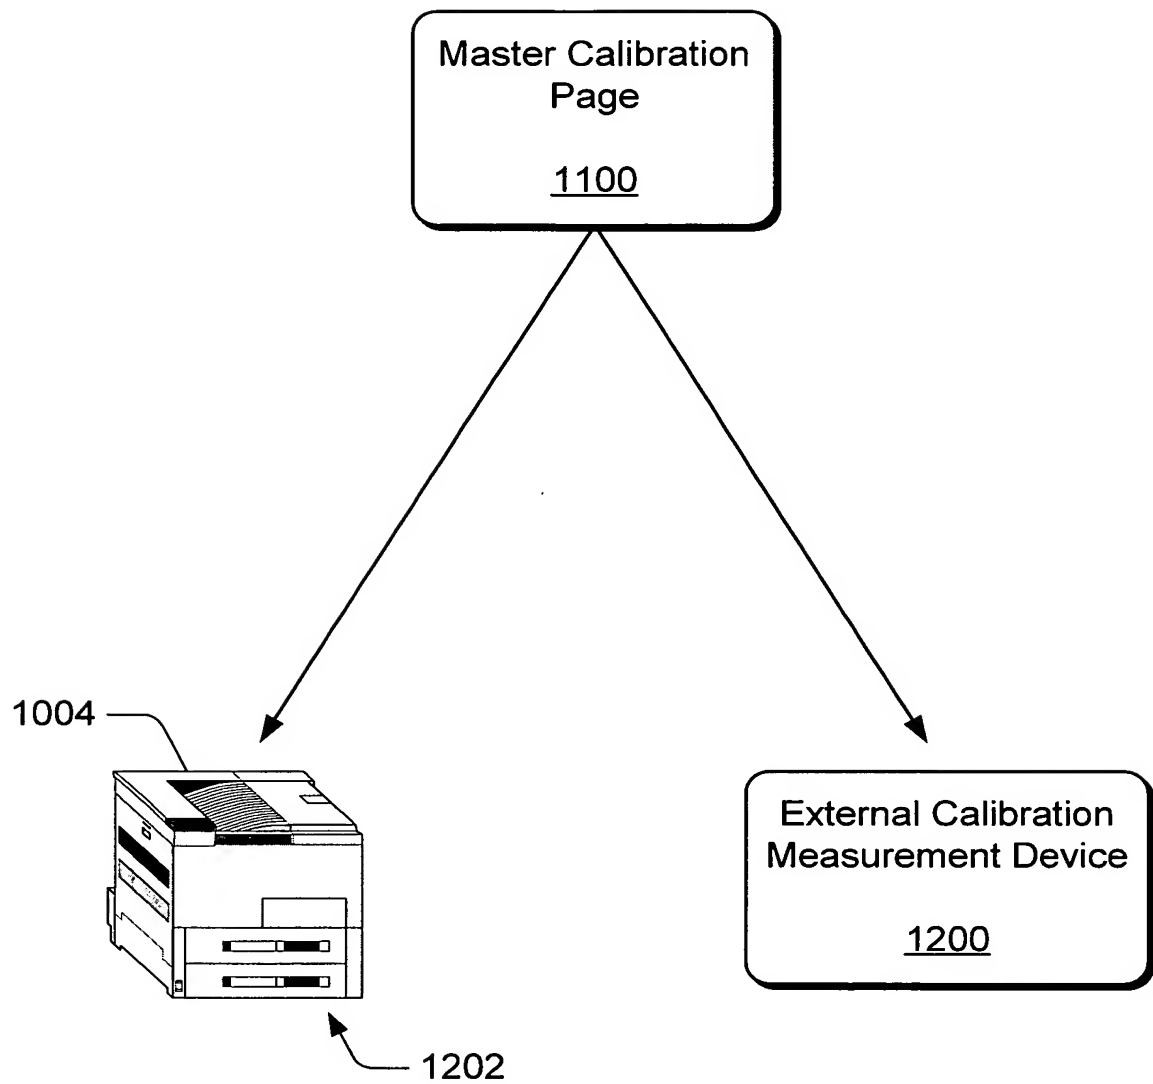 Master Calibration
Page
1100
1004
External Calibration
Measurement Device
1200
1202